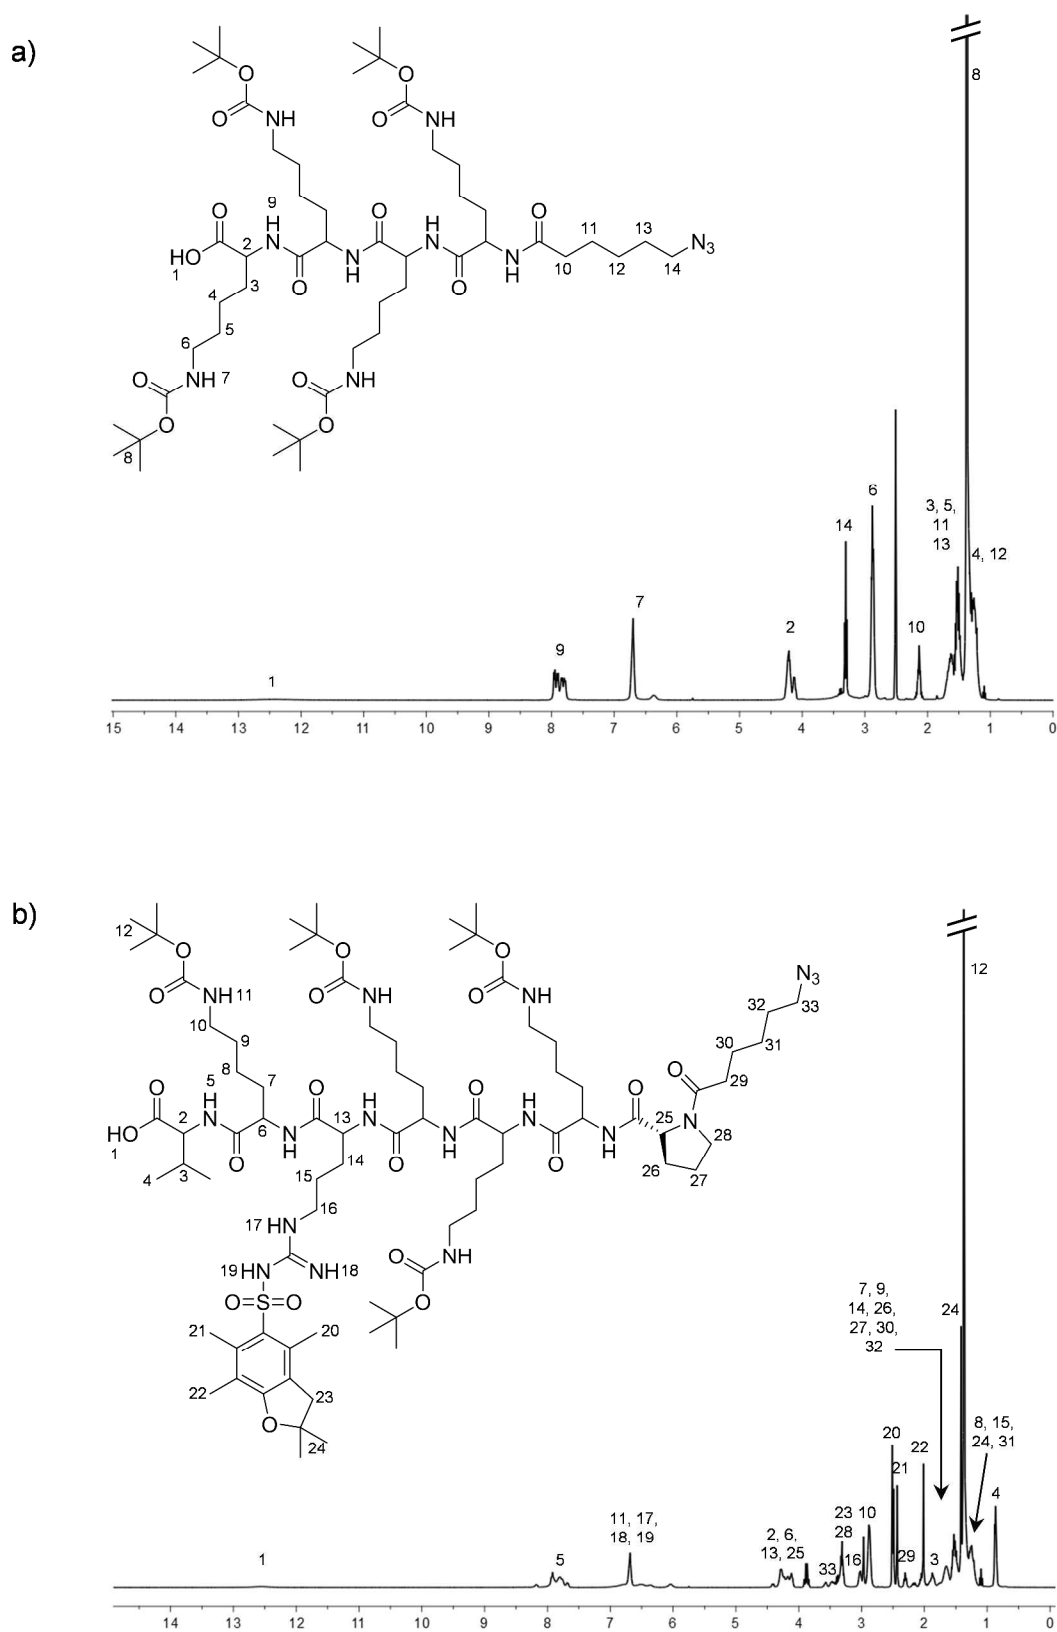 a)
O
O
NH
O
O
NH
8
9
O
H
N
HO
1
2
3
4
5
6
O
N
H
O
H
N
O
N
H
O
11
13
N3
10
12
14
O
O
NH 7
8
O
O
NH
6
14
3, 5,
11
13
4, 12
7
2
10
9
1
15 14 13 12 11 10 9 8 7 6 5 4 3 2 1 0
b)
12
O
O
NH 11
10
9
8
7
O
O
NH
O
O
NH
N3
33
32
31
30
29
O
12
5
O
HO
1
2
H
N
O
3
4
6
N
H
O
13
H
N
14
15
16
O
N
H
O
H
N
O
N
H
O
25
N
28
26
27
17 HN
19 HN
NH 18
O=S=O
21
20
22
23
O
24
O
NH
O
7, 9,
14, 26,
27, 30,
32
24
20
21
22
8, 15,
24, 31
4
11, 17,
18, 19
2, 6,
13, 25
23
28
10
33
16
29
3
1
5
14 13 12 11 10 9 8 7 6 5 4 3 2 1 0